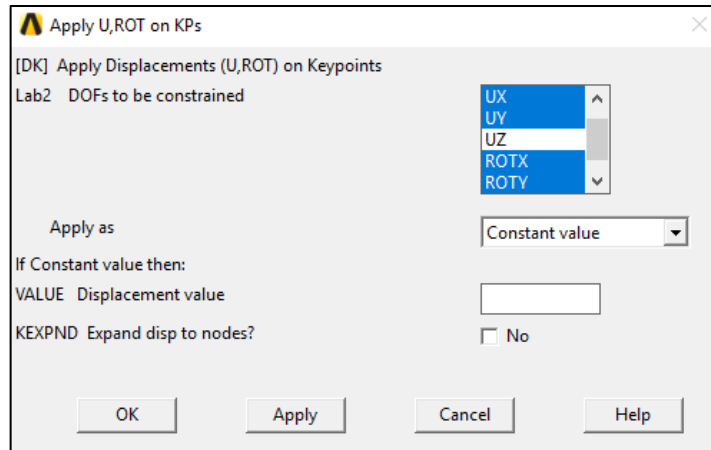 Apply U,ROT on KPs
[DK] Apply Displacements (U,ROT) on Keypoints
Lab2 DOFs to be constrained
UX
UY
UZ
ROTX
ROTY
Apply as
Constant value
If Constant value then:
VALUE Displacement value
KEXPND Expand disp to nodes?
No
OK
Apply
Cancel
Help